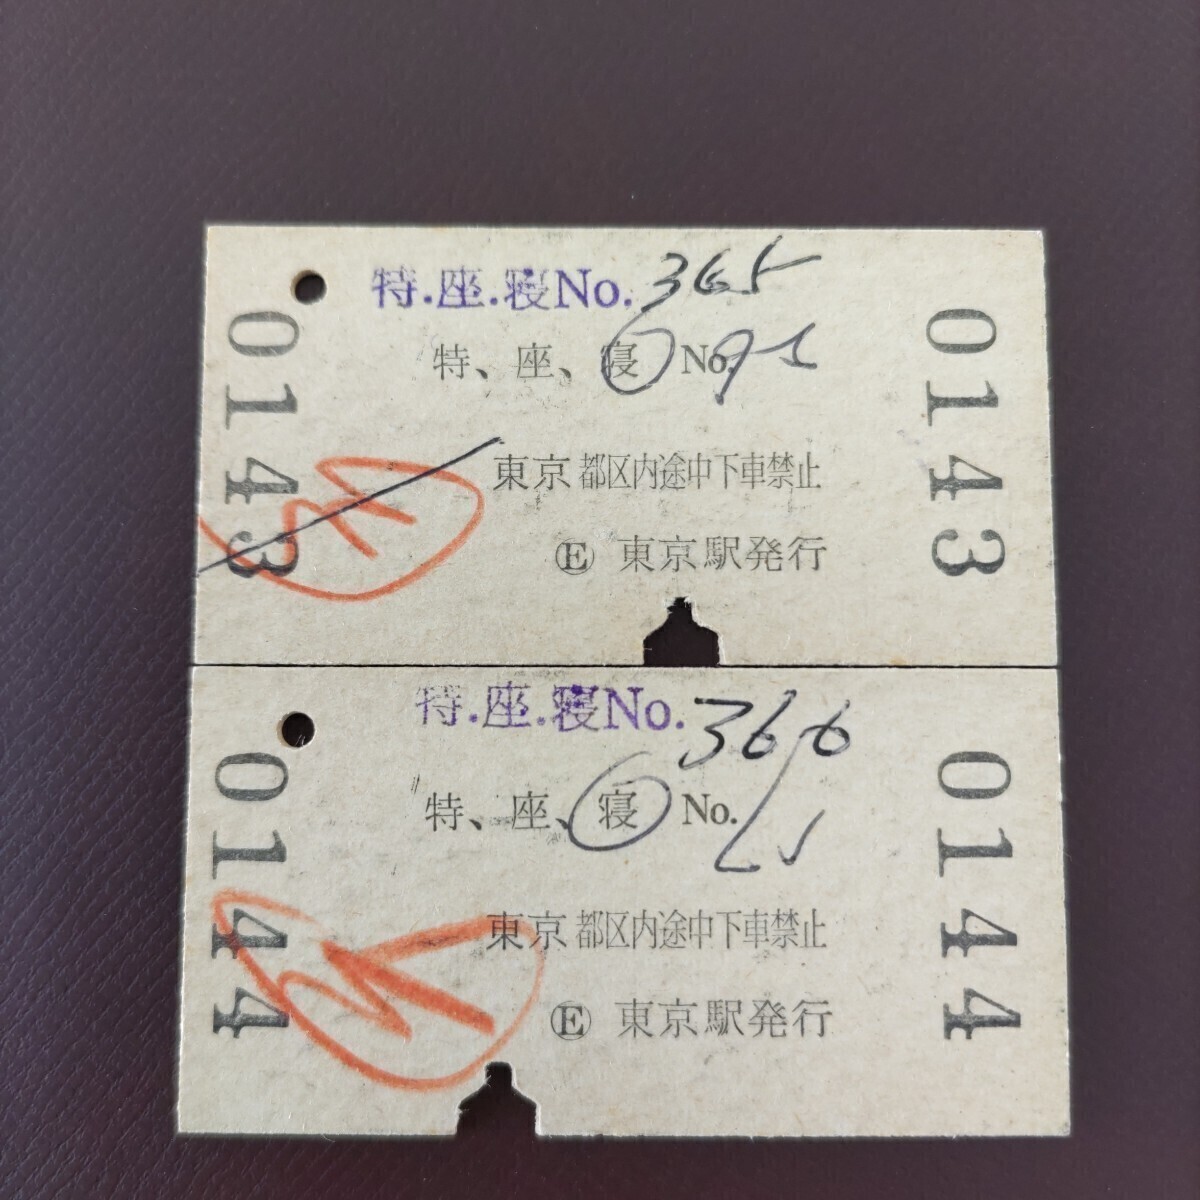 特.座.寝No. 365
特、座、寝 No.
東京都区内途中下車禁止
Ⓔ 東京駅発行
0143
0143
特.座.寝No. 366
特、座、寝 No.
東京都区内途中下車禁止
Ⓔ 東京駅発行
0144
0144